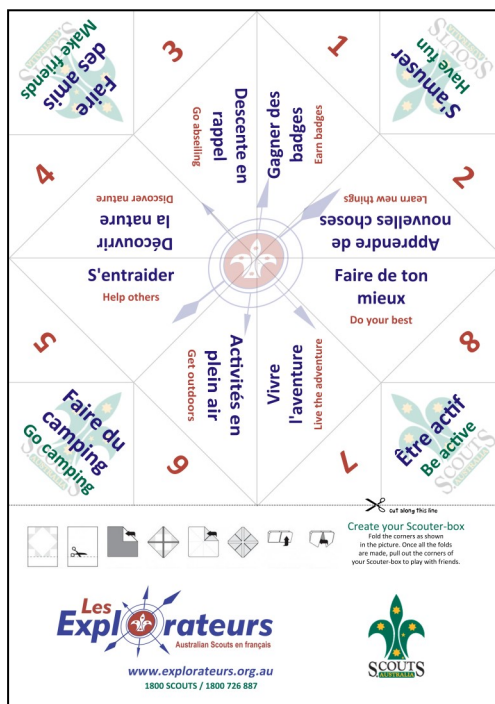 Faire
des amis
Make friends
3
1
S'amuser
Have fun
Descente en
rappel
Go abseiling
Gagner des
badges
Earn badges
4
2
Découvrir
la nature
Discover nature
Apprendre de
nouvelles choses
Learn new things
S'entraider
Help others
Faire de ton
mieux
Do your best
5
8
Activités en
plein air
Get outdoors
Vivre
l'aventure
Live the adventure
Faire du
camping
Go camping
6
7
Être actif
Be active
SCOUTS
SCOUTS
SCOUTS
SCOUTS
cut along this line
Create your Scouter-box
Fold the corners as shown
in the picture. Once all the folds
are made, pull out the corners of
your Scouter-box to play with friends.
Les
Explorateurs
Australian Scouts en français
www.explorateurs.org.au
1800 SCOUTS / 1800 726 887
SCOUTS
AUSTRALIA